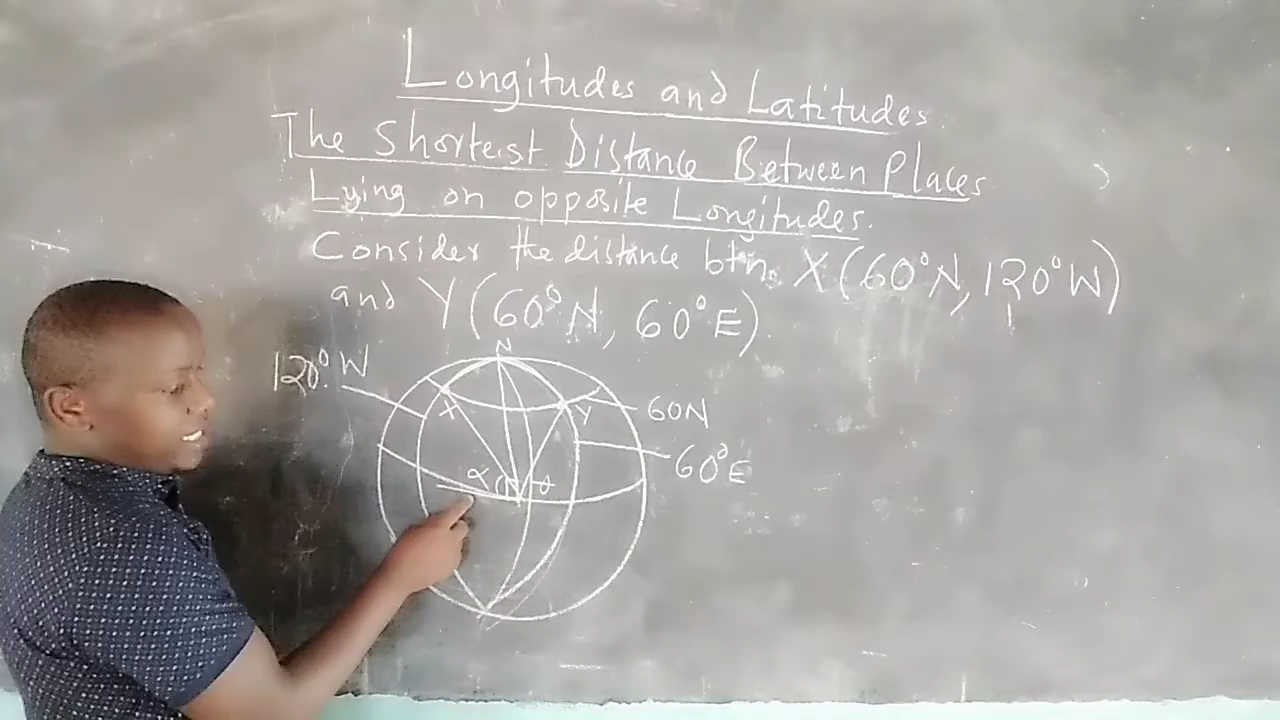 Longitudes and Latitudes.
The Shortest Distance Between Places
Lying on opposite Longitudes.
Consider the distance btn. X(60°N, 120°W)
and Y(60°N, 60°E)
N
120°W
X
Y
60N
60°E
α
θ